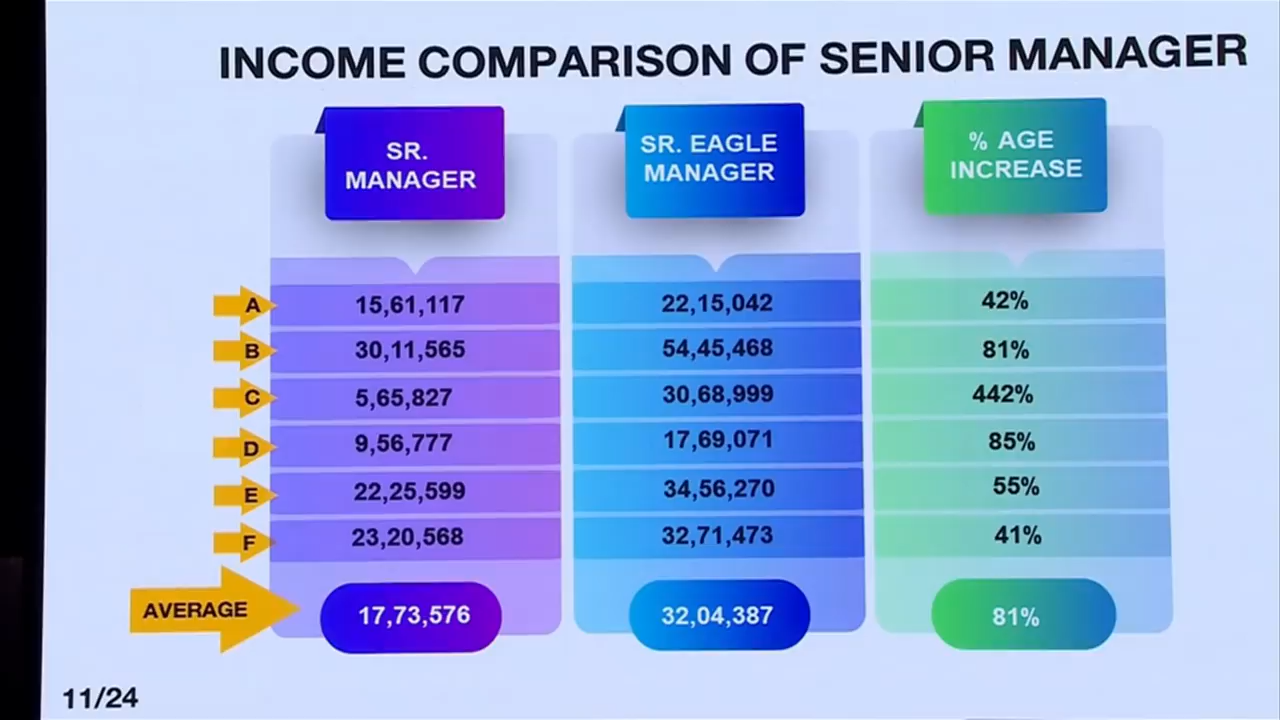 INCOME COMPARISON OF SENIOR MANAGER
SR. MANAGER
SR. EAGLE MANAGER
% AGE INCREASE
A 15,61,117 22,15,042 42%
B 30,11,565 54,45,468 81%
C 5,65,827 30,68,999 442%
D 9,56,777 17,69,071 85%
E 22,25,599 34,56,270 55%
F 23,20,568 32,71,473 41%
AVERAGE 17,73,576 32,04,387 81%
11/24